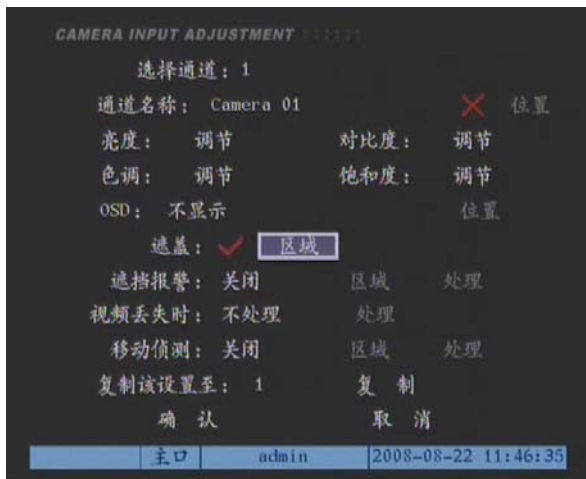 CAMERA INPUT ADJUSTMENT
选择通道：1
通道名称： Camera 01 位置
亮度： 调节 对比度： 调节
色调： 调节 饱和度： 调节
OSD： 不显示 位置
遮盖： 区域
遮挡报警： 关闭 区域 处理
视频丢失时： 不处理 处理
移动侦测： 关闭 区域 处理
复制该设置至： 1 复 制
确 认 取 消
主口 admin 2008-08-22 11:46:35